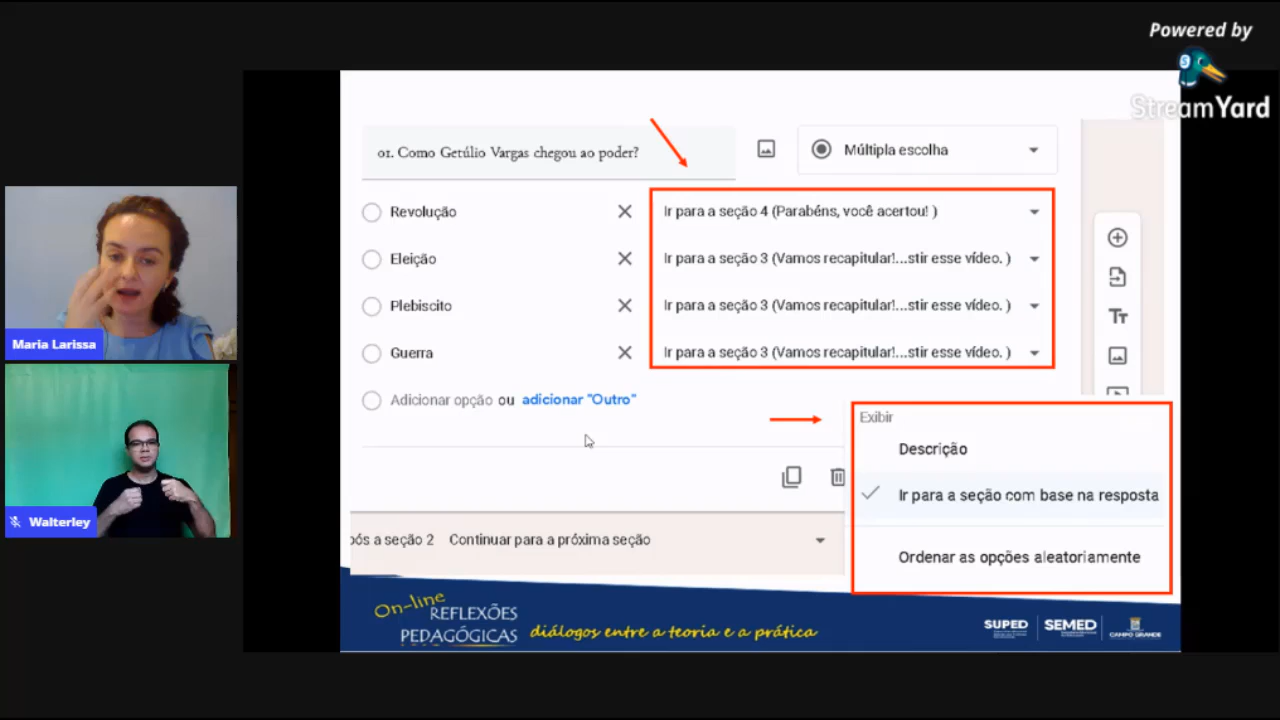 Powered by
StreamYard
01. Como Getúlio Vargas chegou ao poder?
Múltipla escolha
Revolução
Ir para a seção 4 (Parabéns, você acertou! )
Eleição
Ir para a seção 3 (Vamos recapitular!...stir esse vídeo. )
Plebiscito
Ir para a seção 3 (Vamos recapitular!...stir esse vídeo. )
Guerra
Ir para a seção 3 (Vamos recapitular!...stir esse vídeo. )
Adicionar opção ou adicionar "Outro"
Tт
Exibir
Descrição
Ir para a seção com base na resposta
Ordenar as opções aleatoriamente
pós a seção 2 Continuar para a próxima seção
Maria Larissa
Walterley
On-line
REFLEXÕES
PEDAGÓGICAS
diálogos entre a teoria e a prática
SUPED
SEMED
CAMPO GRANDE